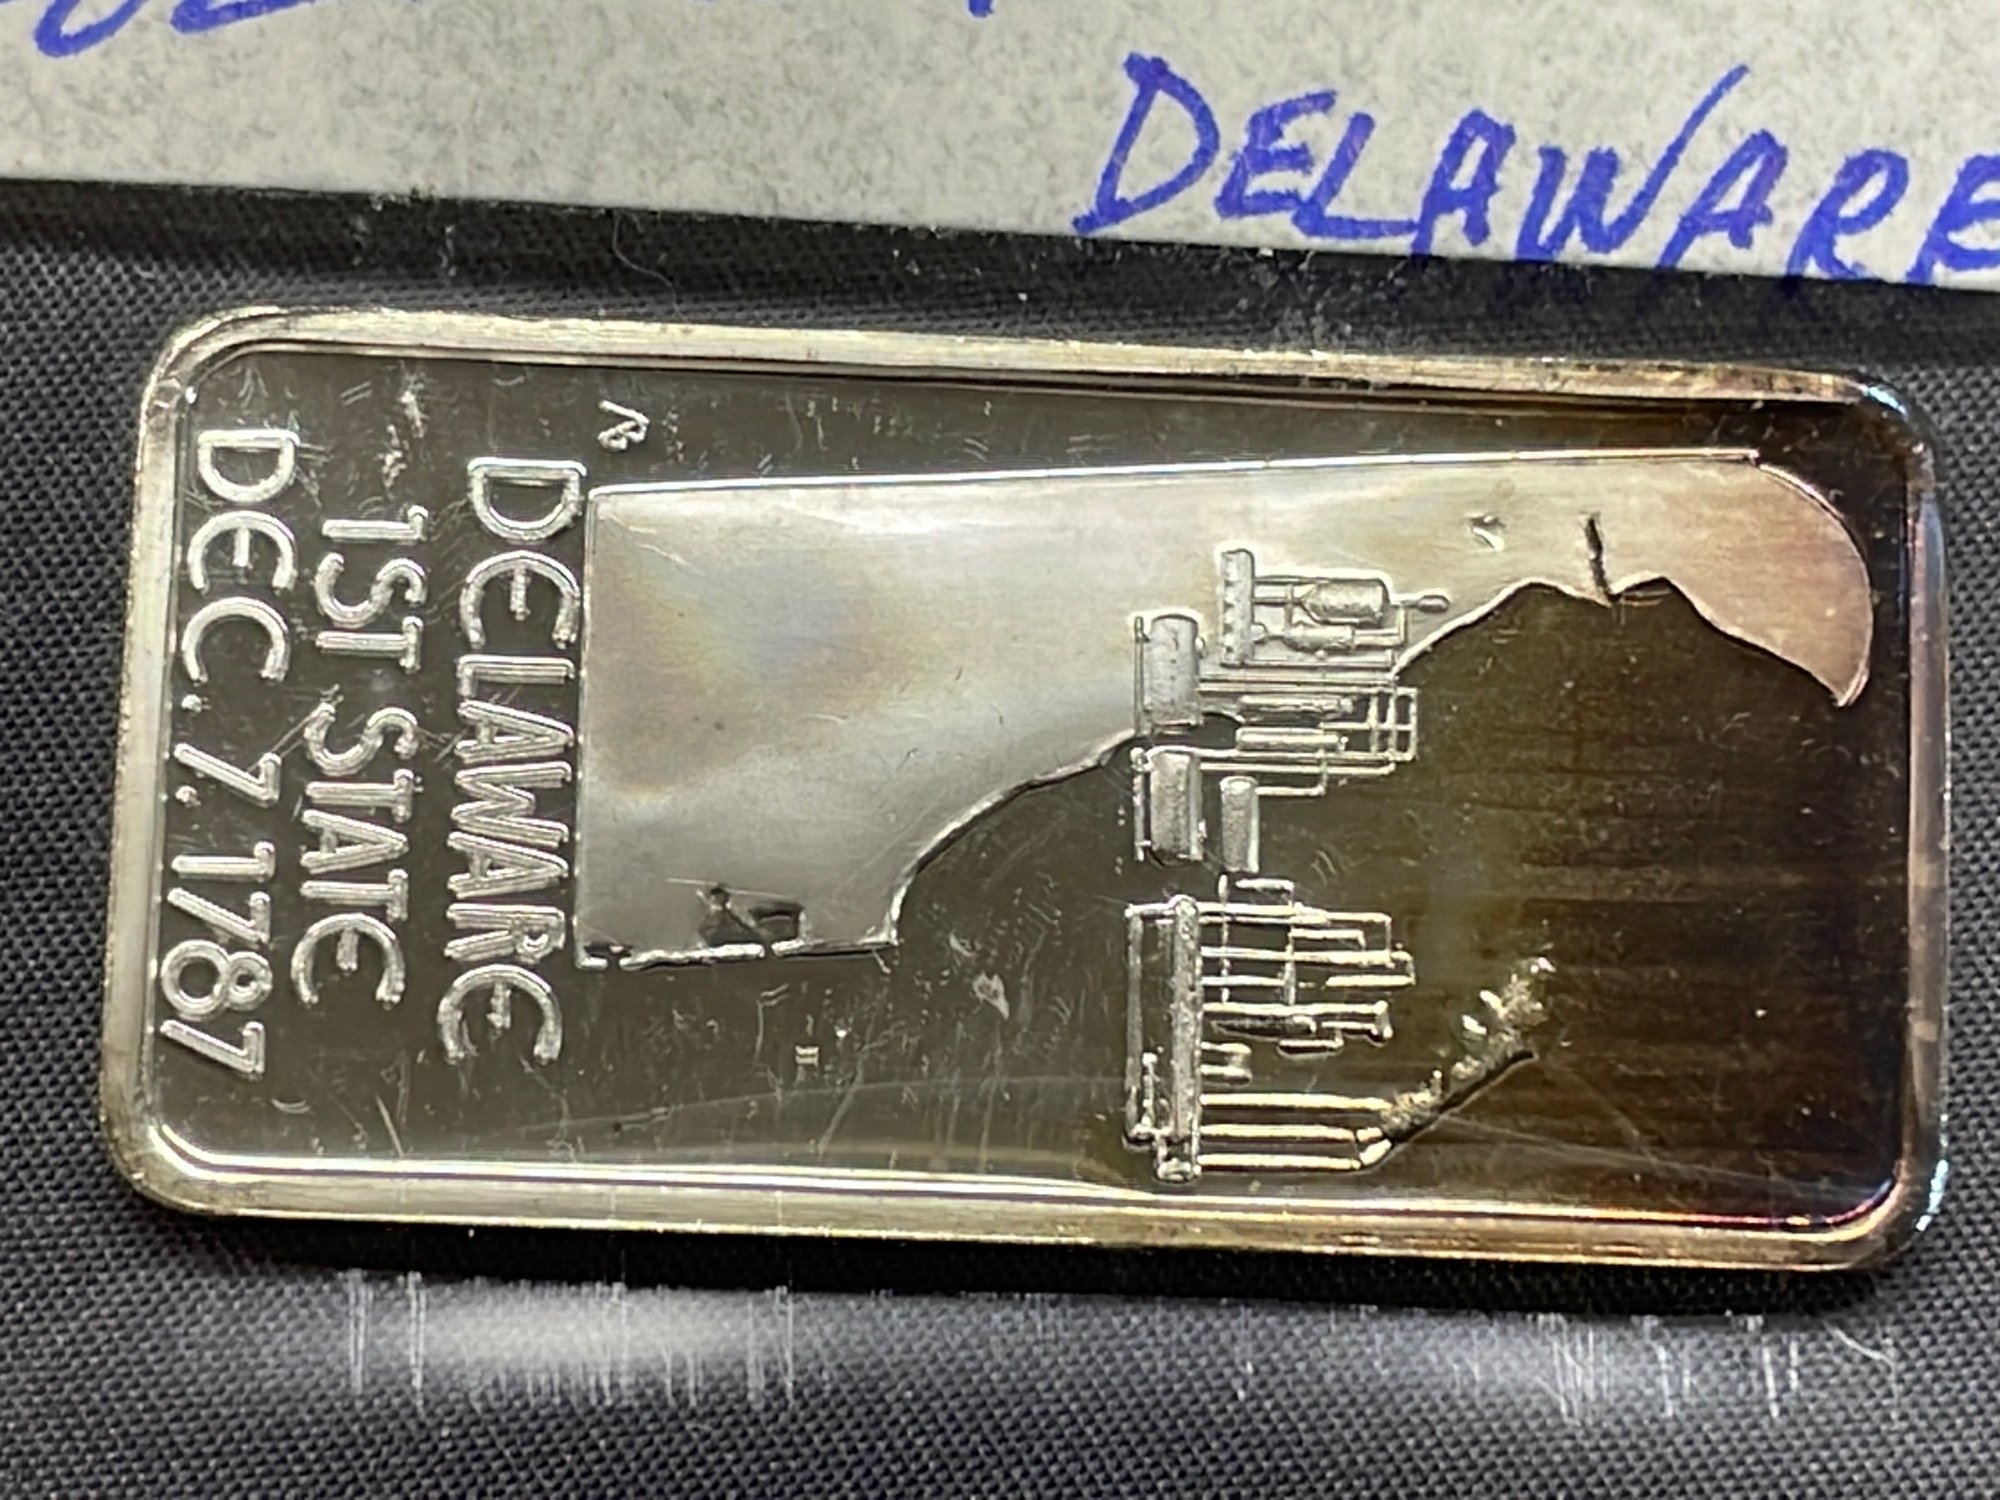 DELAWARE
DELAWARE
1ST STATE
DEC. 7. 1787